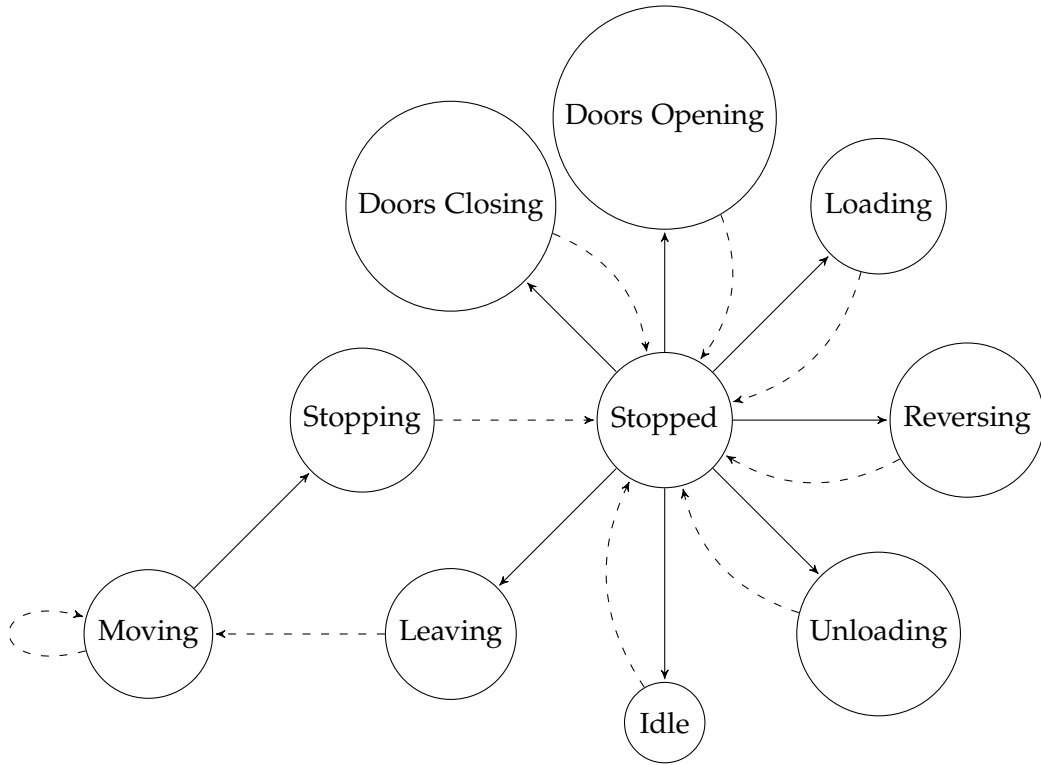 Doors Opening
Doors Closing
Loading
Stopping
Stopped
Reversing
Moving
Leaving
Unloading
Idle